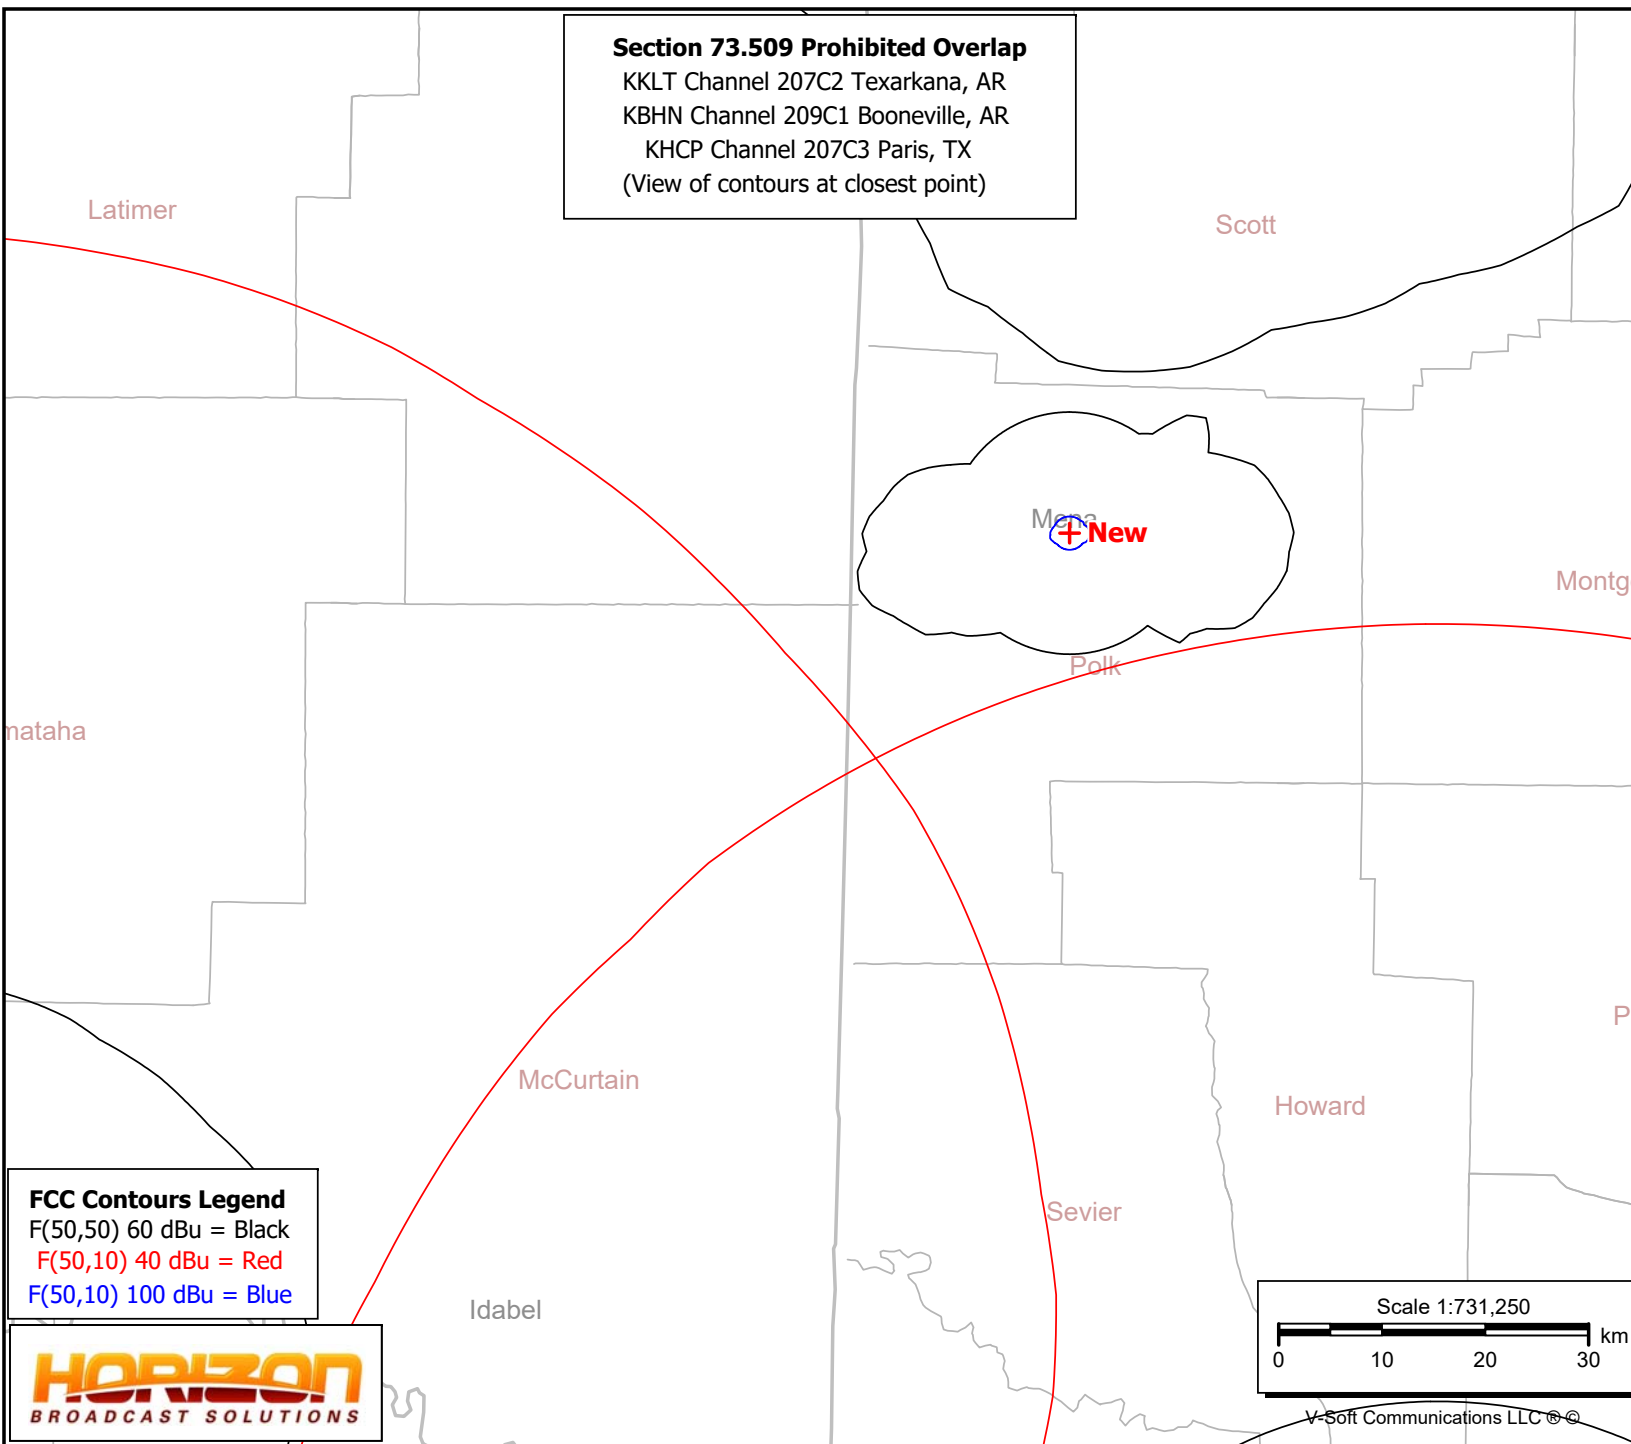 Section 73.509 Prohibited Overlap
KKLT Channel 207C2 Texarkana, AR
KBHN Channel 209C1 Booneville, AR
KHCP Channel 207C3 Paris, TX
(View of contours at closest point)
Latimer
Scott
Mena
New
Montg
Polk
mataha
McCurtain
P
Howard
Sevier
Idabel
FCC Contours Legend
F(50,50) 60 dBu = Black
F(50,10) 40 dBu = Red
F(50,10) 100 dBu = Blue
HORIZON
BROADCAST SOLUTIONS
Scale 1:731,250
km
0 10 20 30
V-Soft Communications LLC ® ©